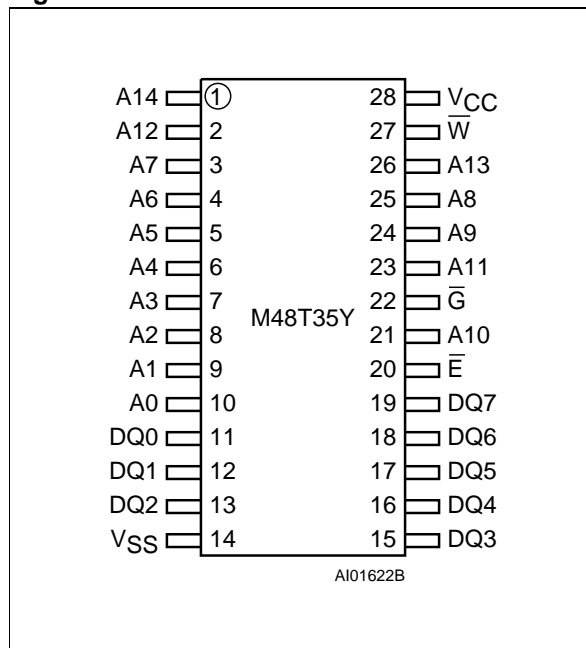 A14 1 28 VCC
A12 2 27 W̅
A7 3 26 A13
A6 4 25 A8
A5 5 24 A9
A4 6 23 A11
A3 7 22 G̅
M48T35Y
A2 8 21 A10
A1 9 20 E̅
A0 10 19 DQ7
DQ0 11 18 DQ6
DQ1 12 17 DQ5
DQ2 13 16 DQ4
VSS 14 15 DQ3
AI01622B